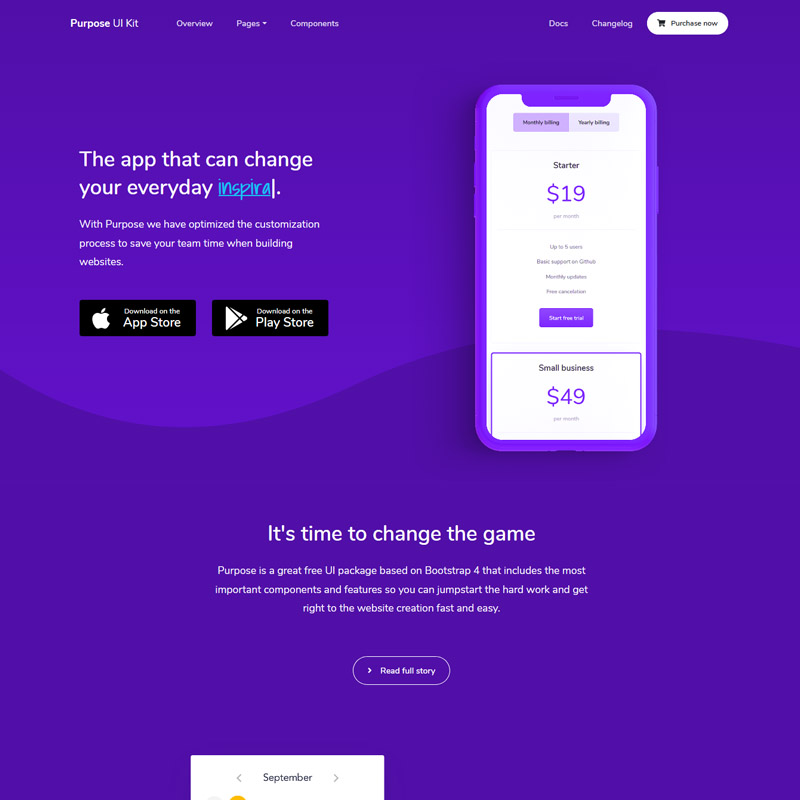 Purpose UI Kit
Overview
Pages
Components
Docs
Changelog
Purchase now
The app that can change
your everyday inspira|.
With Purpose we have optimized the customization
process to save your team time when building
websites.
Download on the
App Store
Download on the
Play Store
Monthly billing
Yearly billing
Starter
$19
per month
Up to 5 users
Basic support on Github
Monthly updates
Free cancelation
Start free trial
Small business
$49
per month
It's time to change the game
Purpose is a great free UI package based on Bootstrap 4 that includes the most
important components and features so you can jumpstart the hard work and get
right to the website creation fast and easy.
Read full story
September